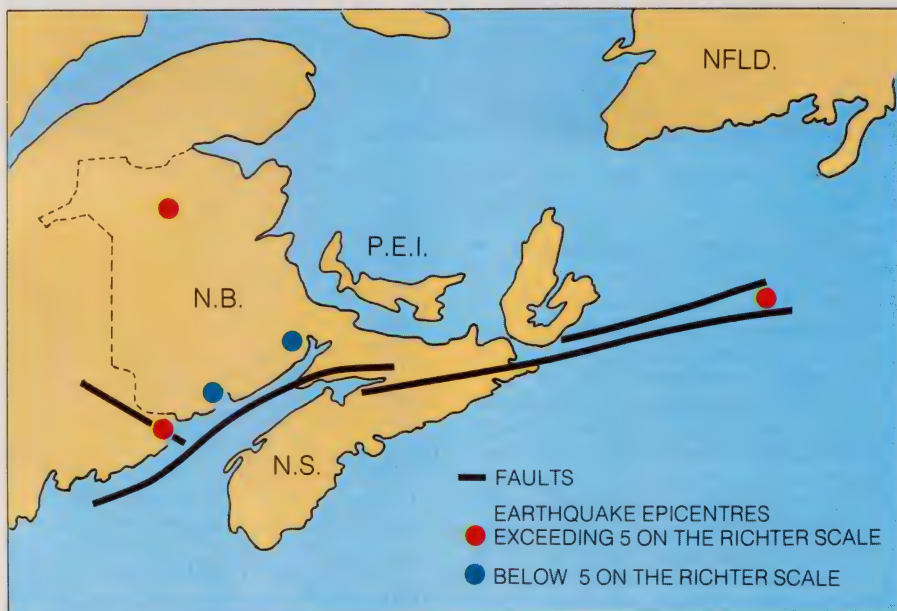 NFLD.
P.E.I.
N.B.
N.S.
FAULTS
EARTHQUAKE EPICENTRES
EXCEEDING 5 ON THE RICHTER SCALE
BELOW 5 ON THE RICHTER SCALE